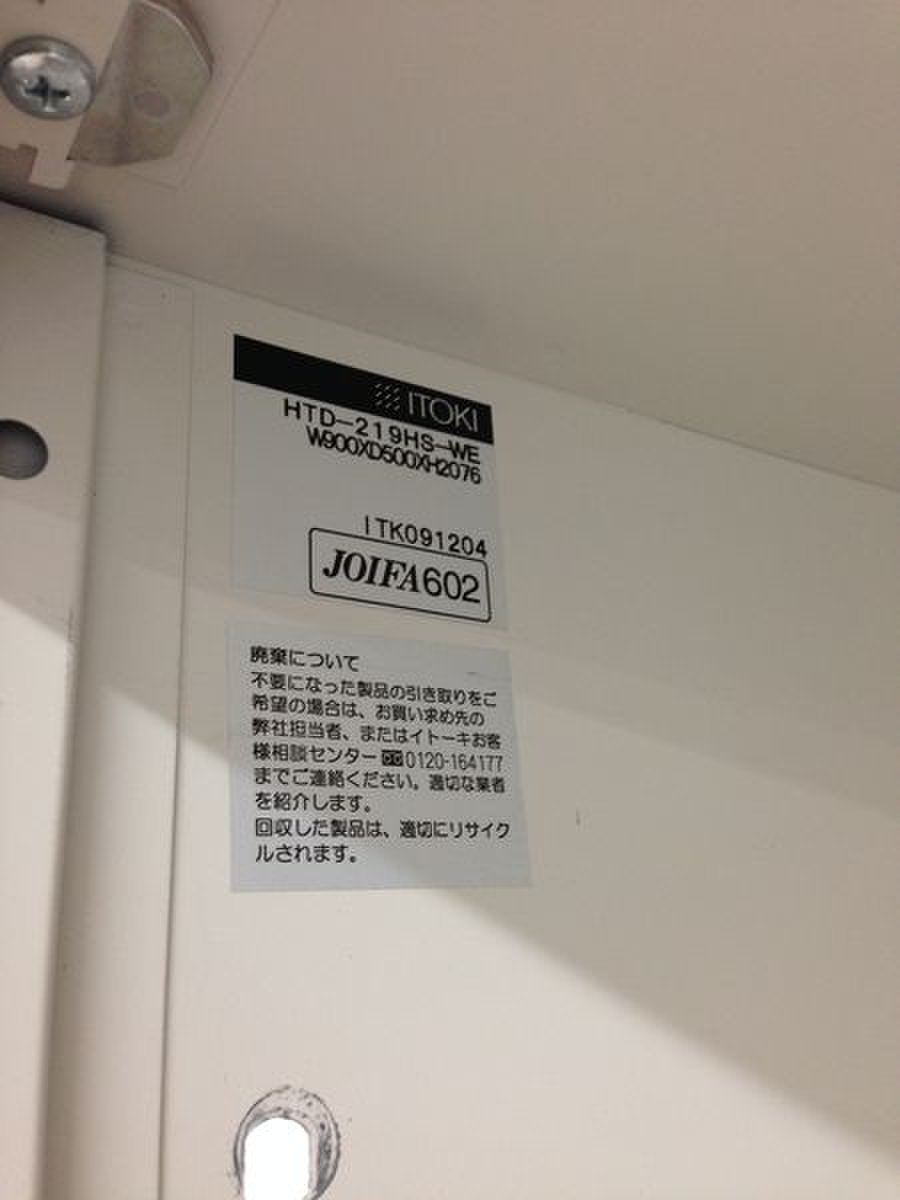 ITOKI
HTD-219HS-WE
W900XD500XH2076
ITK091204
JOIFA602
廃棄について
不要になった製品の引き取りをご
希望の場合は、お買い求め先の
弊社担当者、またはイトーキお客
様相談センター 0120-164177
までご連絡ください。適切な業者
を紹介します。
回収した製品は、適切にリサイク
ルされます。